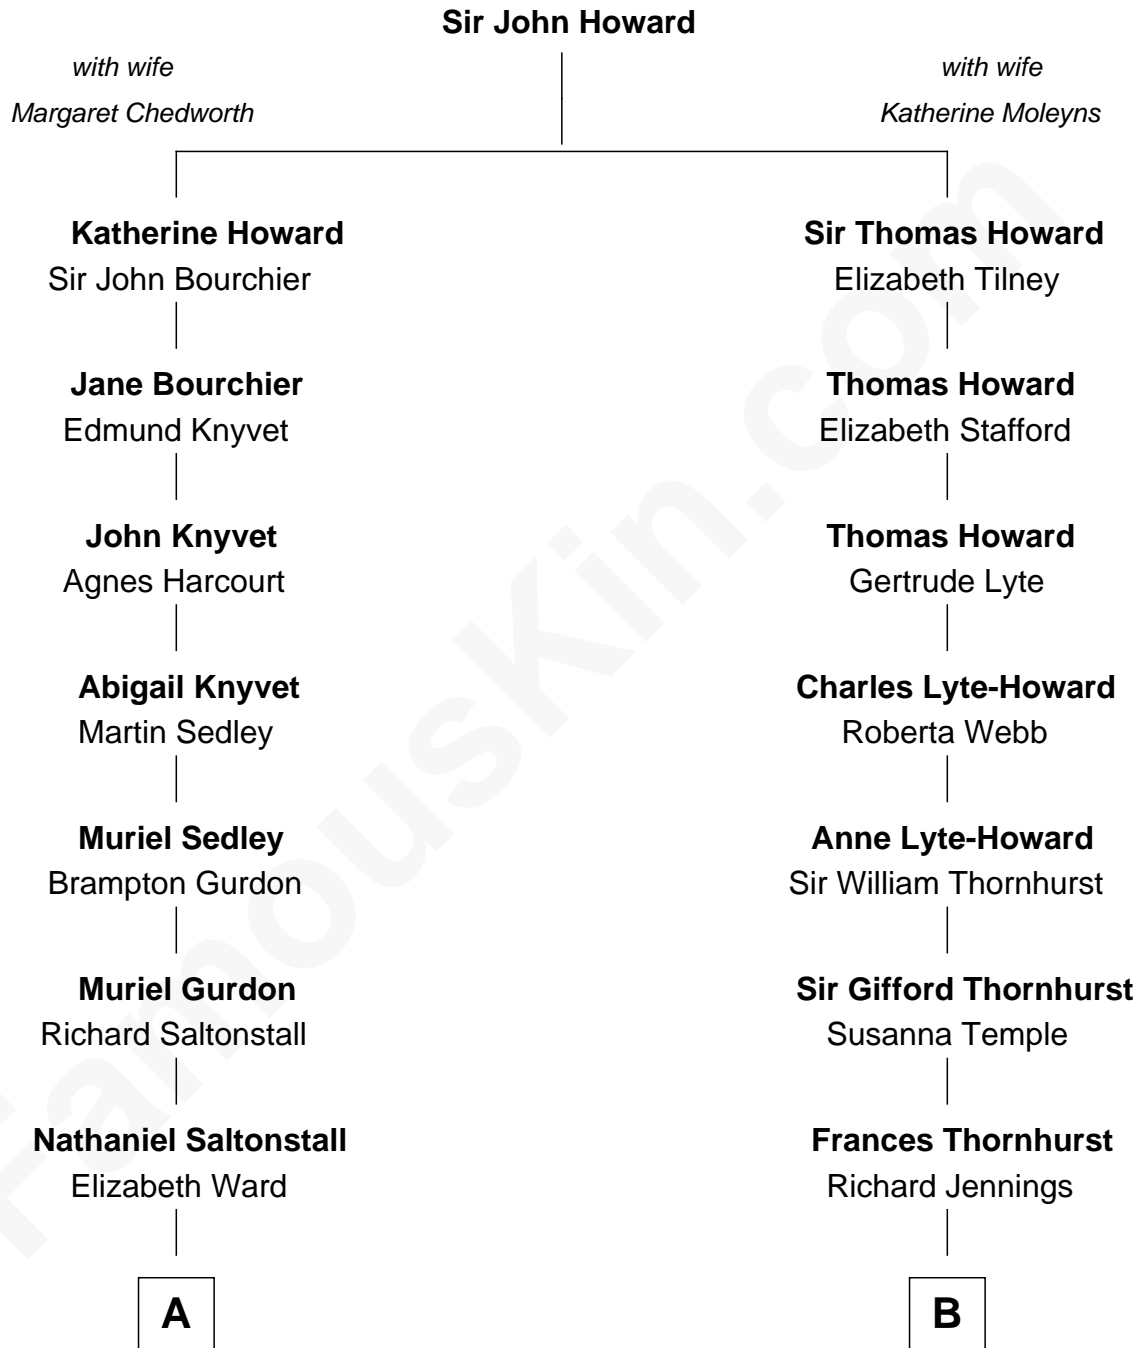 Sir John Howard
with wife
Margaret Chedworth
with wife
Katherine Moleyns
Katherine Howard
Sir John Bourchier
Sir Thomas Howard
Elizabeth Tilney
Jane Bourchier
Edmund Knyvet
Thomas Howard
Elizabeth Stafford
John Knyvet
Agnes Harcourt
Thomas Howard
Gertrude Lyte
Abigail Knyvet
Martin Sedley
Charles Lyte-Howard
Roberta Webb
Muriel Sedley
Brampton Gurdon
Anne Lyte-Howard
Sir William Thornhurst
Muriel Gurdon
Richard Saltonstall
Sir Gifford Thornhurst
Susanna Temple
Nathaniel Saltonstall
Elizabeth Ward
Frances Thornhurst
Richard Jennings
A
B
FamousKin.com